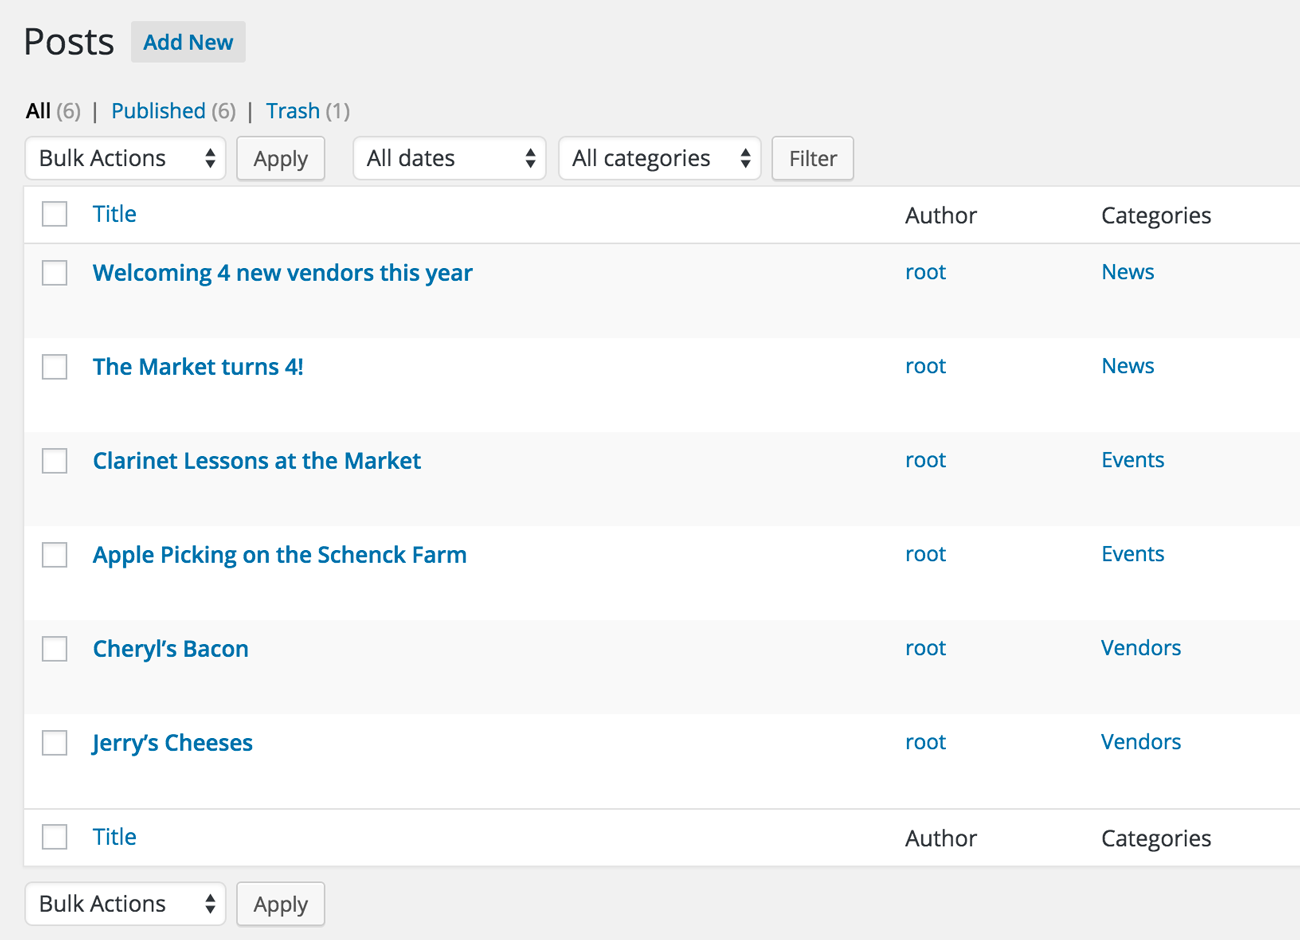 Posts Add New
All (6) | Published (6) | Trash (1)
Bulk Actions Apply All dates All categories Filter
Title Author Categories
Welcoming 4 new vendors this year root News
The Market turns 4! root News
Clarinet Lessons at the Market root Events
Apple Picking on the Schenck Farm root Events
Cheryl’s Bacon root Vendors
Jerry’s Cheeses root Vendors
Title Author Categories
Bulk Actions Apply